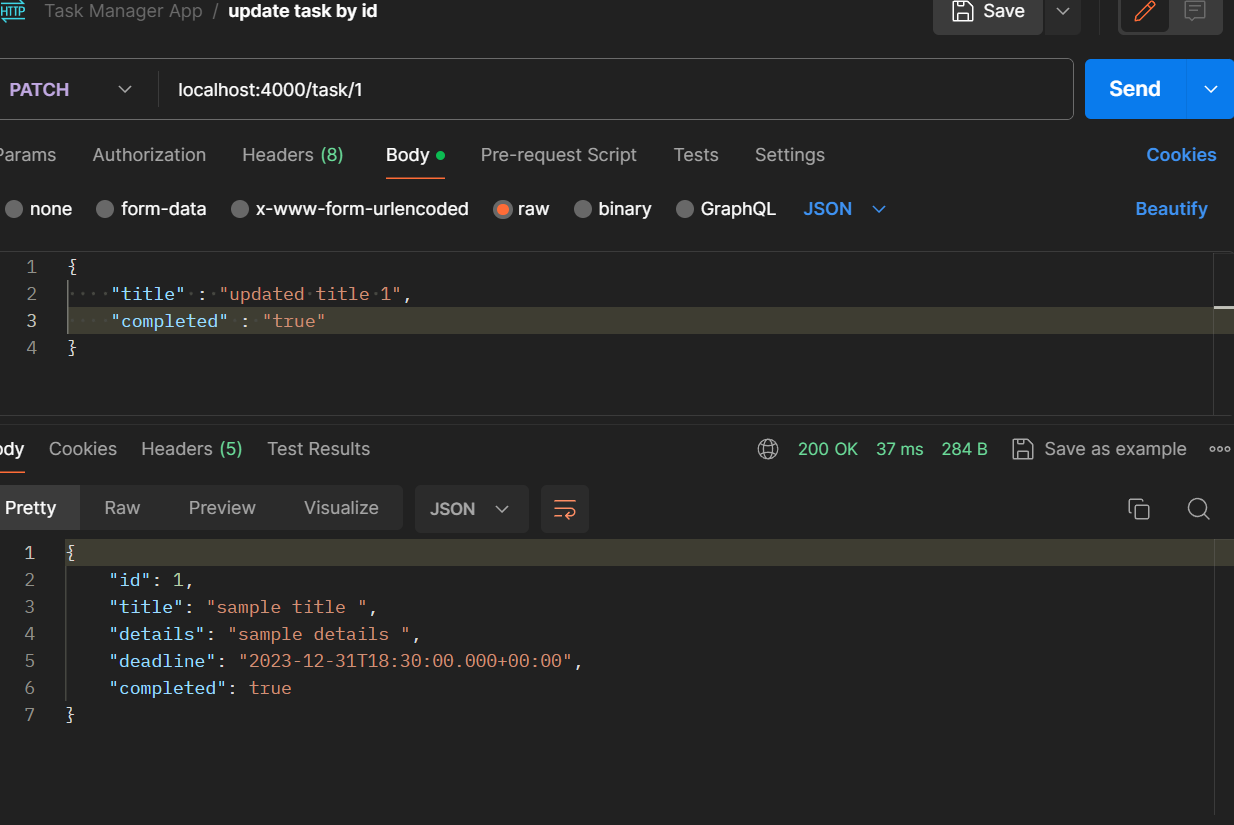 HTTP Task Manager App / update task by id Save
PATCH localhost:4000/task/1 Send
Params Authorization Headers (8) Body Pre-request Script Tests Settings Cookies
none form-data x-www-form-urlencoded raw binary GraphQL JSON Beautify
1 {
2 ····"title"·:·"updated·title·1",
3 ····"completed"·:·"true"
4 }
ody Cookies Headers (5) Test Results 200 OK 37 ms 284 B Save as example
Pretty Raw Preview Visualize JSON
1 {
2 "id": 1,
3 "title": "sample title ",
4 "details": "sample details ",
5 "deadline": "2023-12-31T18:30:00.000+00:00",
6 "completed": true
7 }